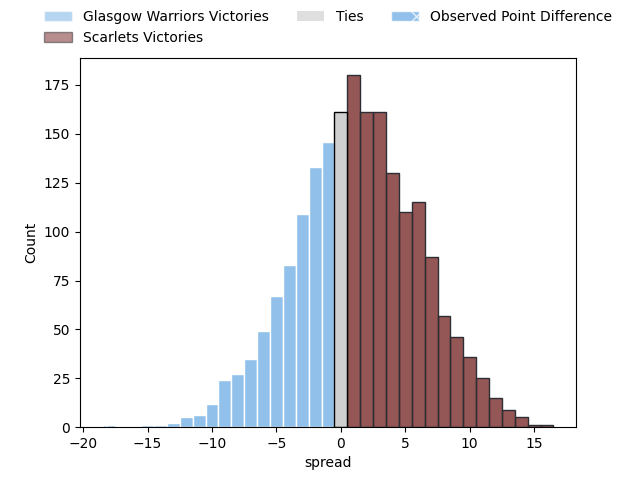 Glasgow Warriors Victories
Ties
Observed Point Difference
Scarlets Victories
175
150
125
100
75
50
25
0
Count
−20
−15
−10
−5
0
5
10
15
spread